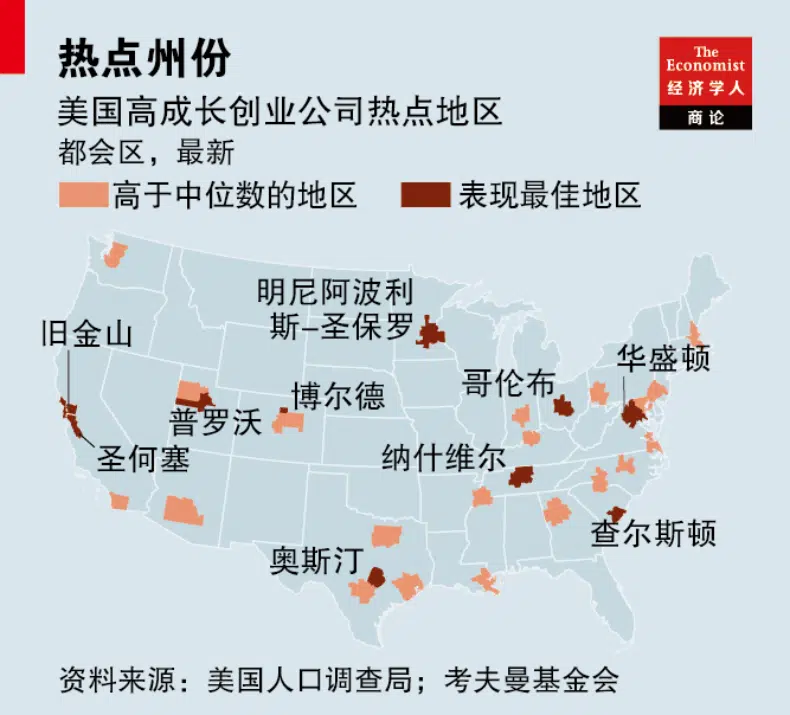 热点州份
The
Economist
经济学人
商论
美国高成长创业公司热点地区
都会区，最新
高于中位数的地区
表现最佳地区
明尼阿波利
斯-圣保罗
旧金山
华盛顿
哥伦布
博尔德
普罗沃
圣何塞
纳什维尔
查尔斯顿
奥斯汀
资料来源：美国人口调查局；考夫曼基金会